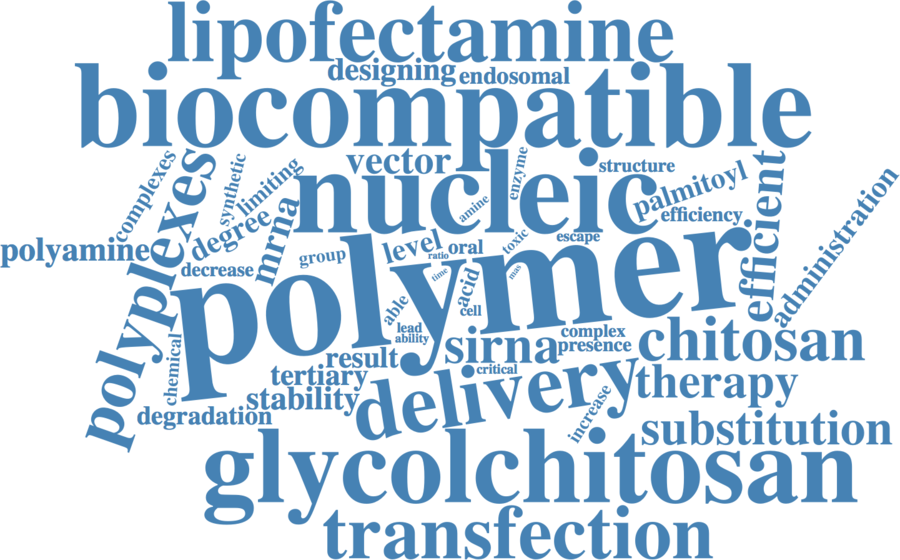 lipofectamine
designing
endosomal
biocompatible
complexes
polyplexes
synthetic
limiting
vector
nucleic
amine
enzyme
structure
palmitoyl
efficiency
efficient
administration
polyamine
degree
mrna
decrease
group
level
ratio
oral
toxic
escape
time
mas
polymer
able
acid
cell
lead
ability
chemical
result
sirna
complex
presence
chitosan
tertiary
critical
stability
delivery
therapy
degradation
increase
substitution
glycolchitosan
transfection